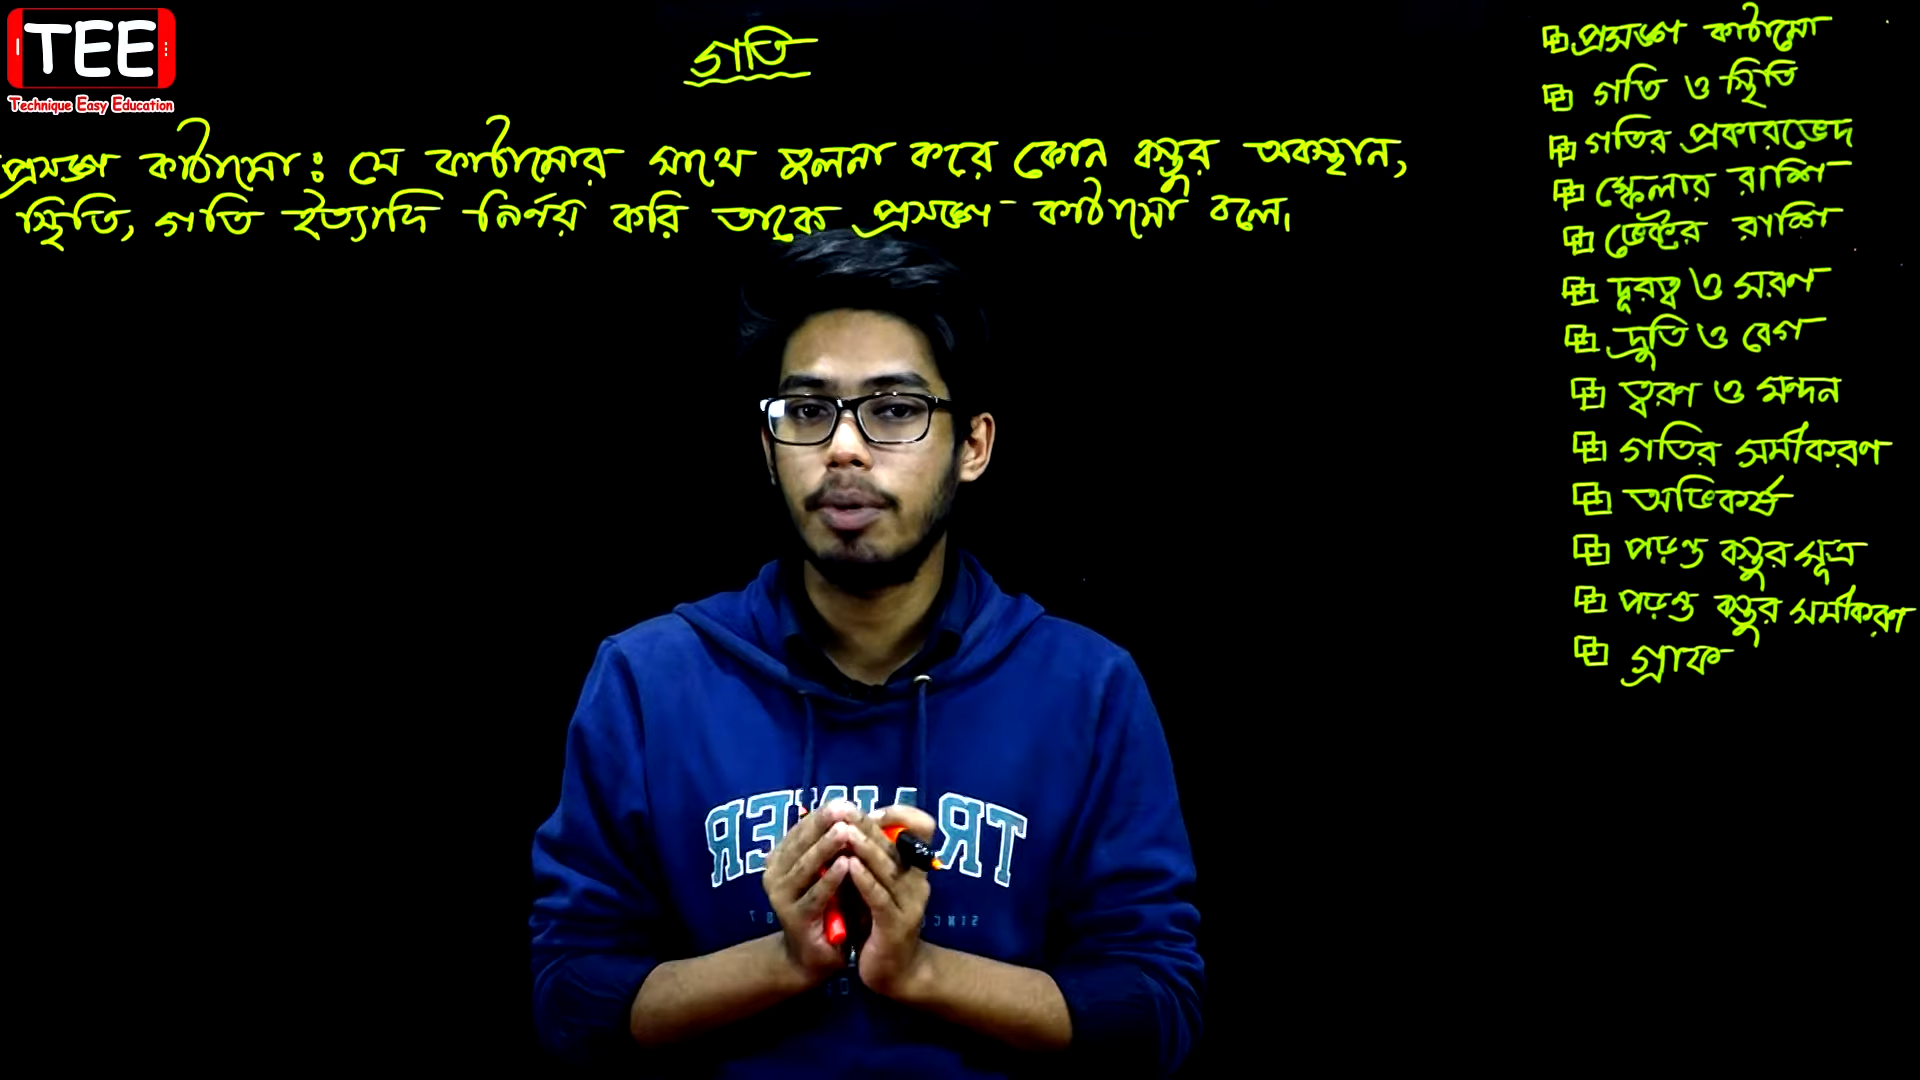 TEE
Technique Easy Education
গতি
প্রসঙ্গ কাঠামো : যে কাঠামোর সাথে তুলনা করে কোন বস্তুর অবস্থান,
স্থিতি, গতি ইত্যাদি নির্ণয় করি তাকে প্রসঙ্গ কাঠামো বলে।
প্রসঙ্গ কাঠামো
গতি ও স্থিতি
গতির প্রকারভেদ
স্কেলার রাশি
ভেক্টর রাশি
দূরত্ব ও সরণ
দ্রুতি ও বেগ
ত্বরণ ও মন্দন
গতির সমীকরণ
অভিকর্ষ
পড়ন্ত বস্তুর সূত্র
পড়ন্ত বস্তুর সমীকরণ
গ্রাফ
TRAINER